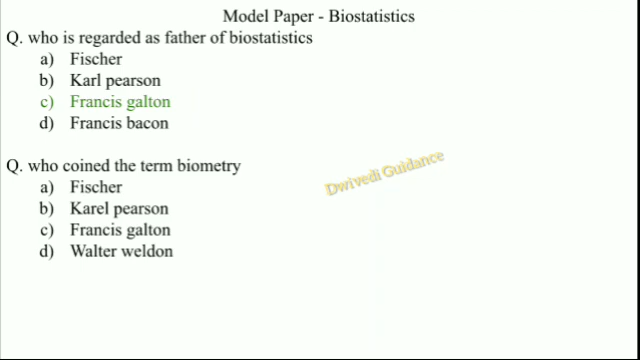 Model Paper - Biostatistics
Q. who is regarded as father of biostatistics
a) Fischer
b) Karl pearson
c) Francis galton
d) Francis bacon
Q. who coined the term biometry
Dwivedi Guidance
a) Fischer
b) Karel pearson
c) Francis galton
d) Walter weldon